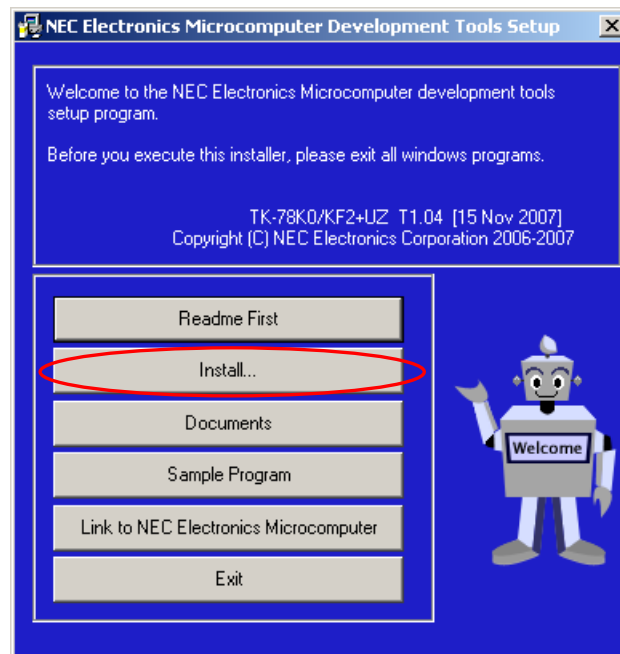 NEC Electronics Microcomputer Development Tools Setup
Welcome to the NEC Electronics Microcomputer development tools
setup program.
Before you execute this installer, please exit all windows programs.
TK-78K0/KF2+UZ T1.04 [15 Nov 2007]
Copyright (C) NEC Electronics Corporation 2006-2007
Readme First
Install...
Documents
Sample Program
Link to NEC Electronics Microcomputer
Exit
Welcome